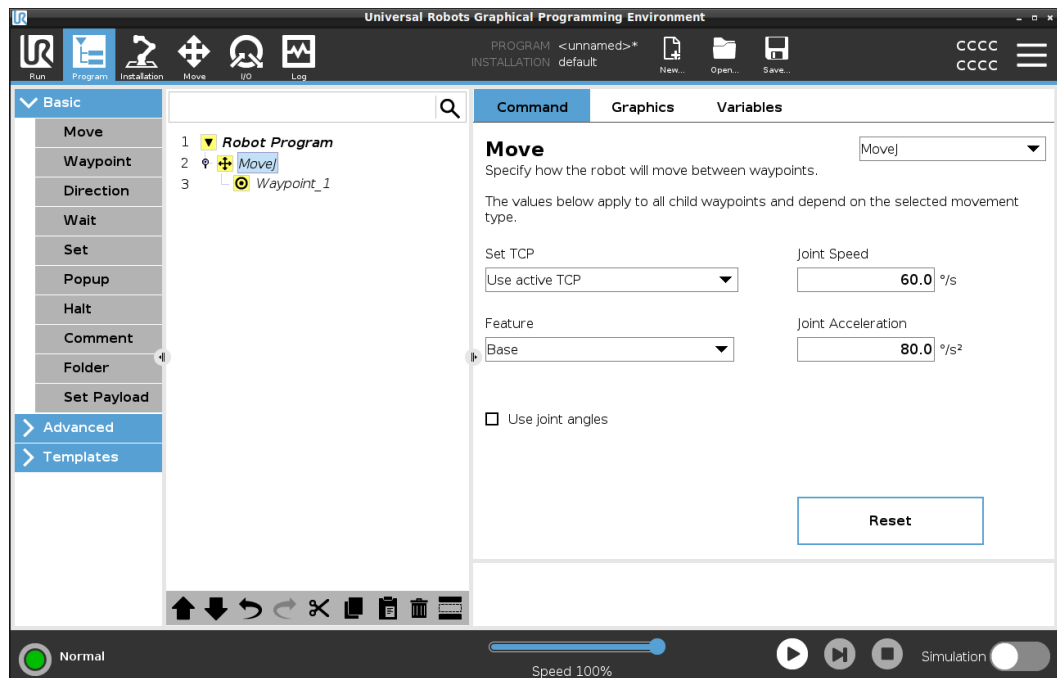 Universal Robots Graphical Programming Environment
Run Program Installation Move I/O Log
PROGRAM <unnamed>*
INSTALLATION default
New... Open... Save...
CCCC
CCCC
Basic
Move
Waypoint
Direction
Wait
Set
Popup
Halt
Comment
Folder
Set Payload
Advanced
Templates
1 Robot Program
2 MoveJ
3 Waypoint_1
Command Graphics Variables
Move
MoveJ
Specify how the robot will move between waypoints.
The values below apply to all child waypoints and depend on the selected movement
type.
Set TCP
Joint Speed
Use active TCP
60.0 °/s
Feature
Joint Acceleration
Base
80.0 °/s²
Use joint angles
Reset
Normal
Speed 100%
Simulation